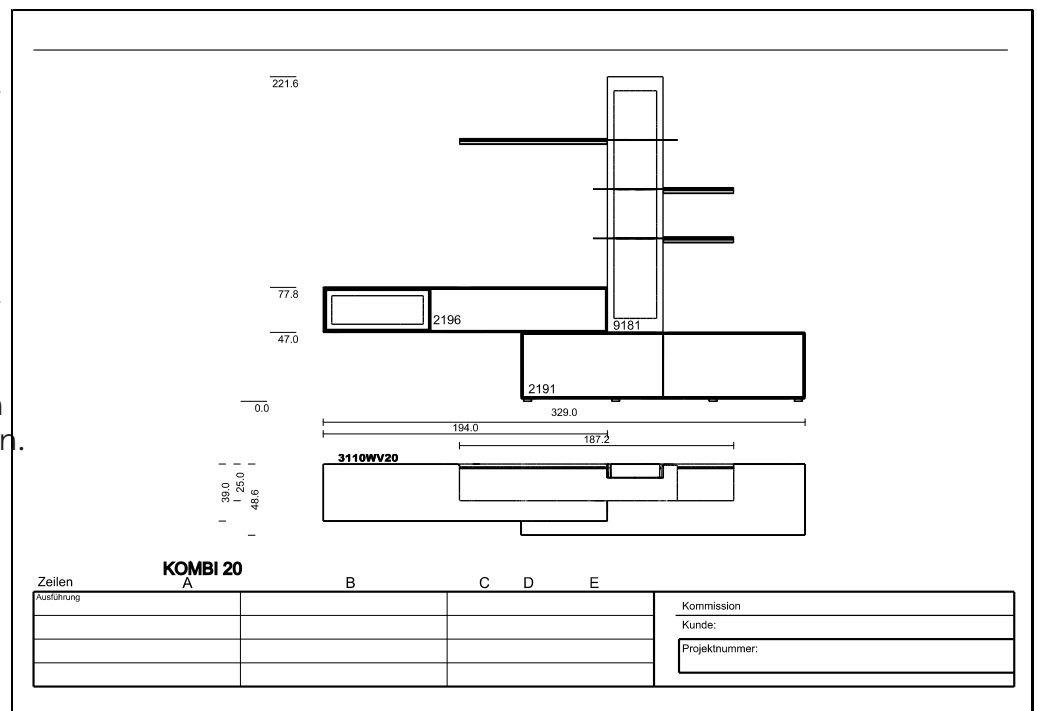 221.6
77.8
2196
9181
47.0
2191
0.0
329.0
194.0
187.2
3110WV20
39.0
25.0
48.6
n.
KOMBI 20
Zeilen A B C D E
Ausführung
Kommission
Kunde:
Projektnummer: